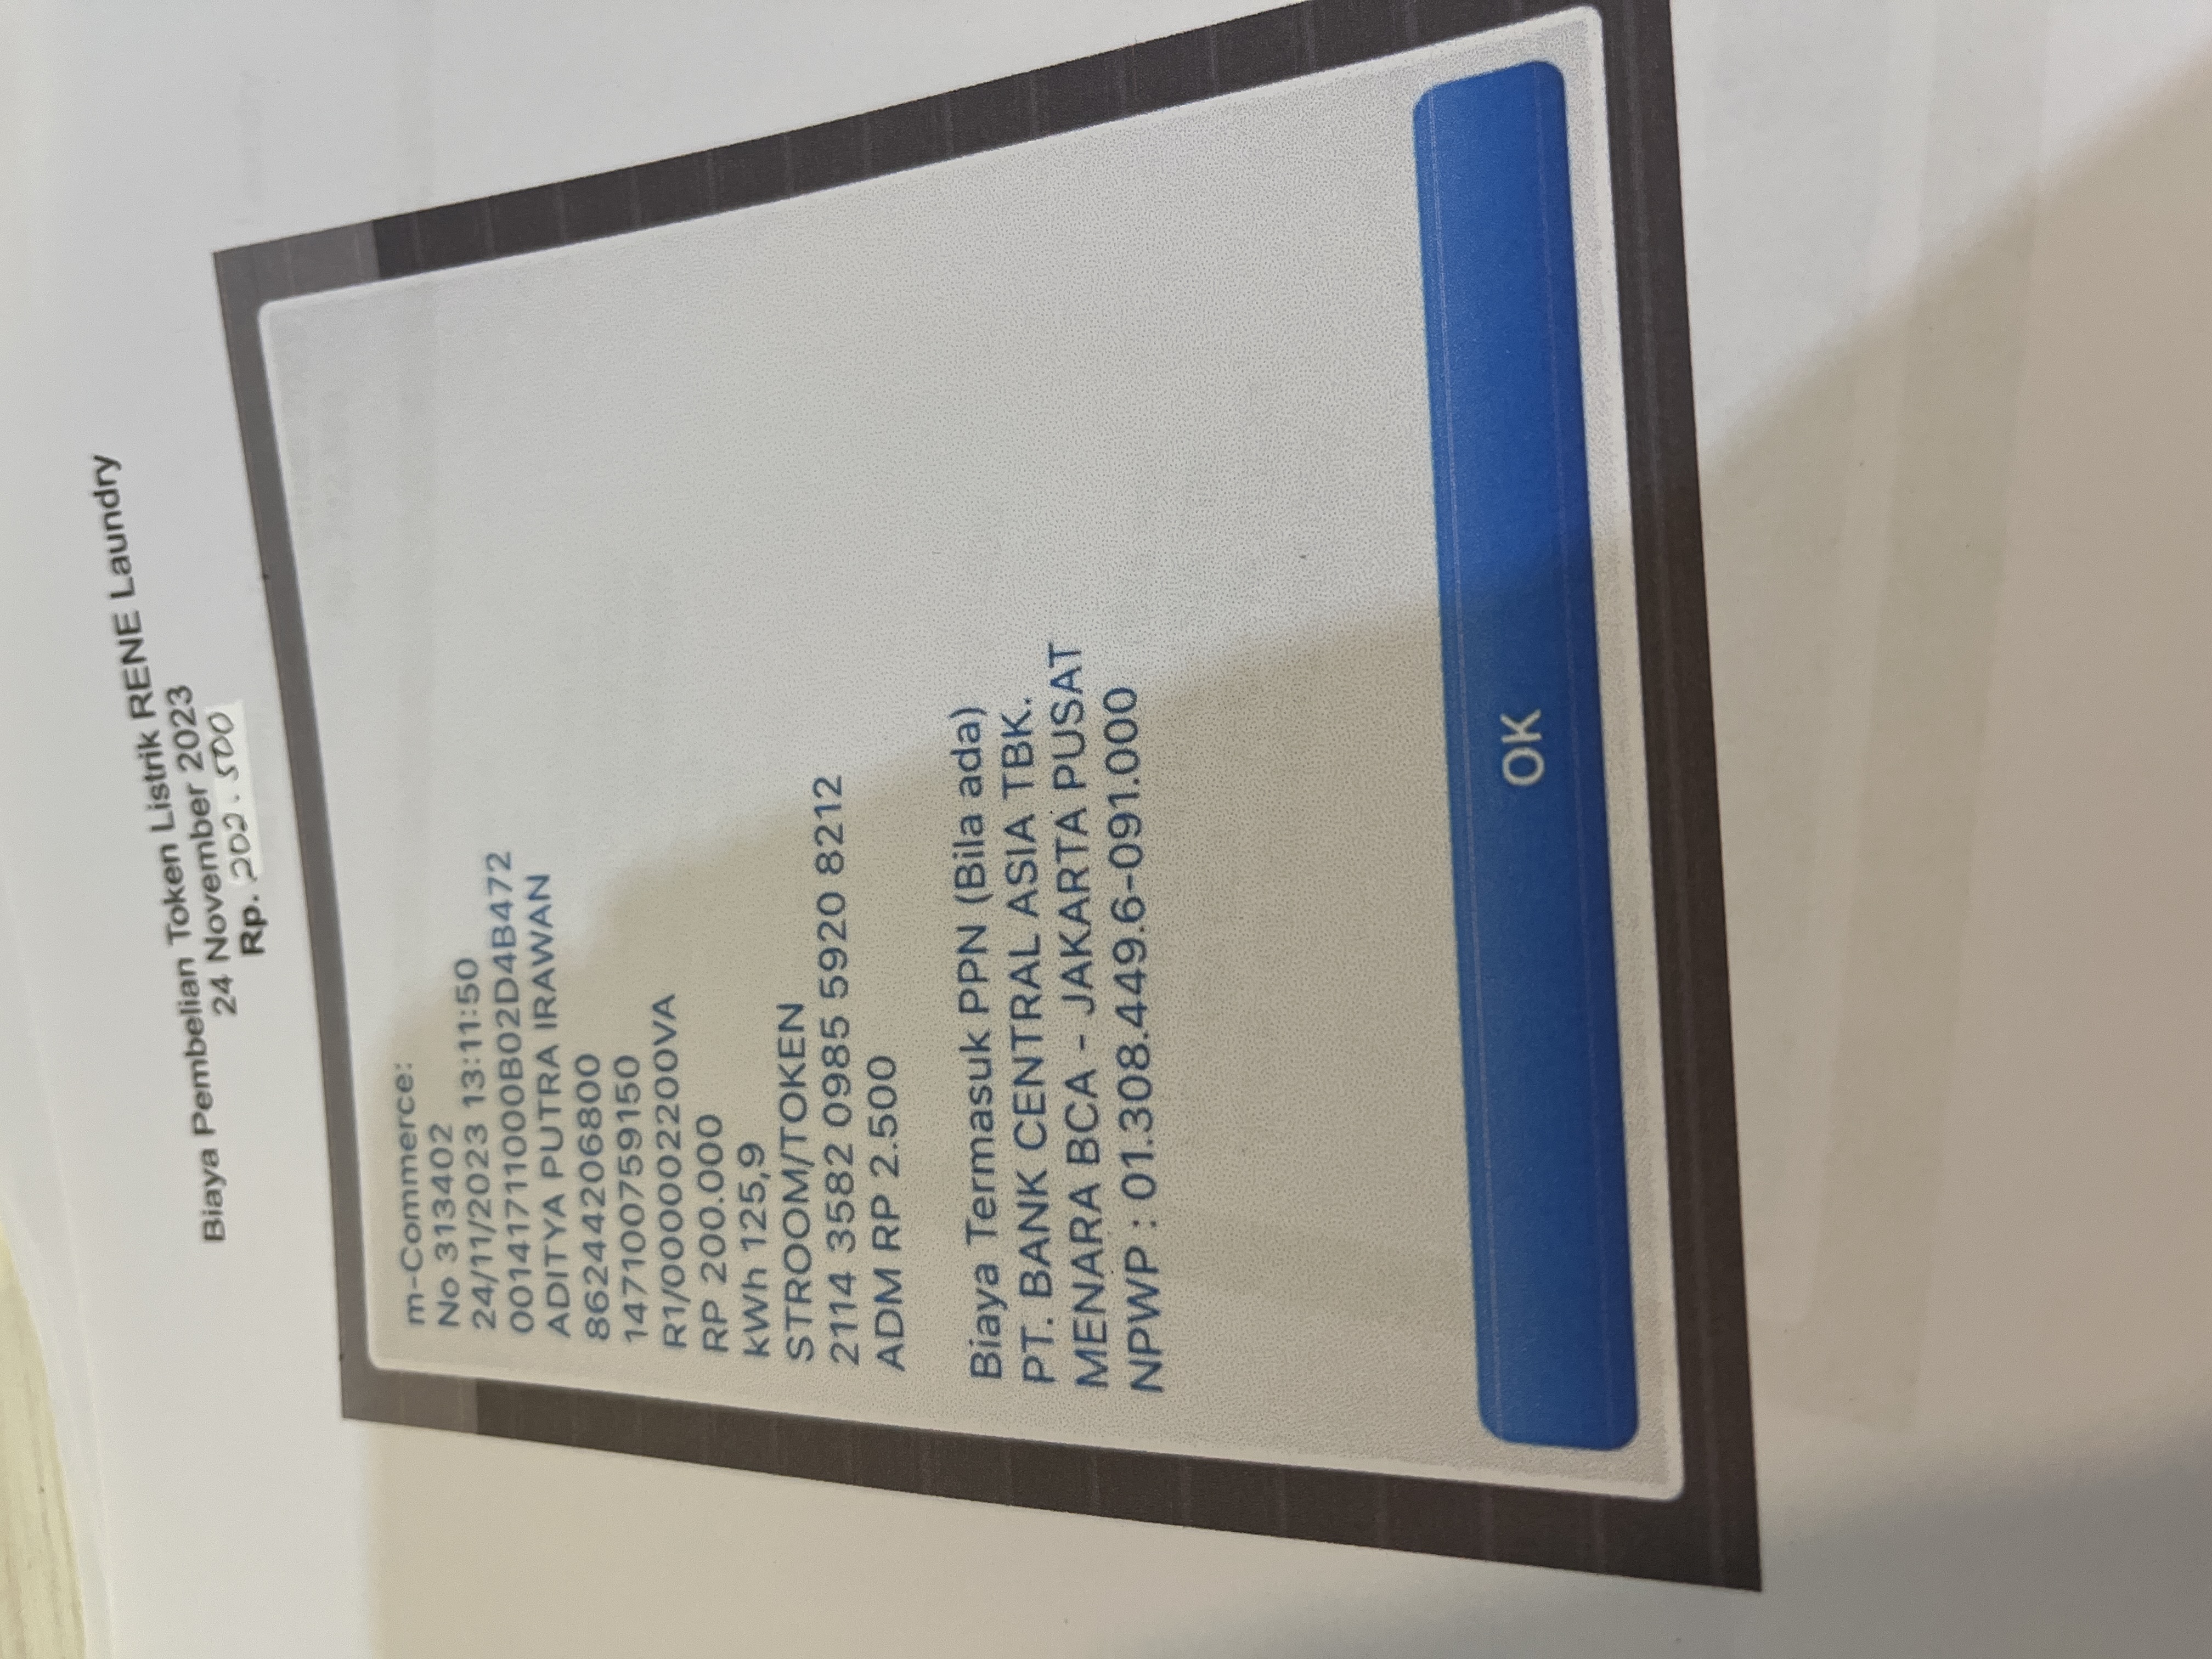 Biaya Pembelian Token Listrik RENE Laundry
24 November 2023
Rp. 202.500
m-Commerce:
No 313402
24/11/2023 13:11:50
00141711000B02D4B472
ADITYA PUTRA IRAWAN
86244206800
147100759150
R1/000002200VA
RP 200.000
kWh 125,9
STROOM/TOKEN
2114 3582 0985 5920 8212
ADM RP 2.500
Biaya Termasuk PPN (Bila ada)
PT. BANK CENTRAL ASIA TBK.
MENARA BCA - JAKARTA PUSAT
NPWP : 01.308.449.6-091.000
OK